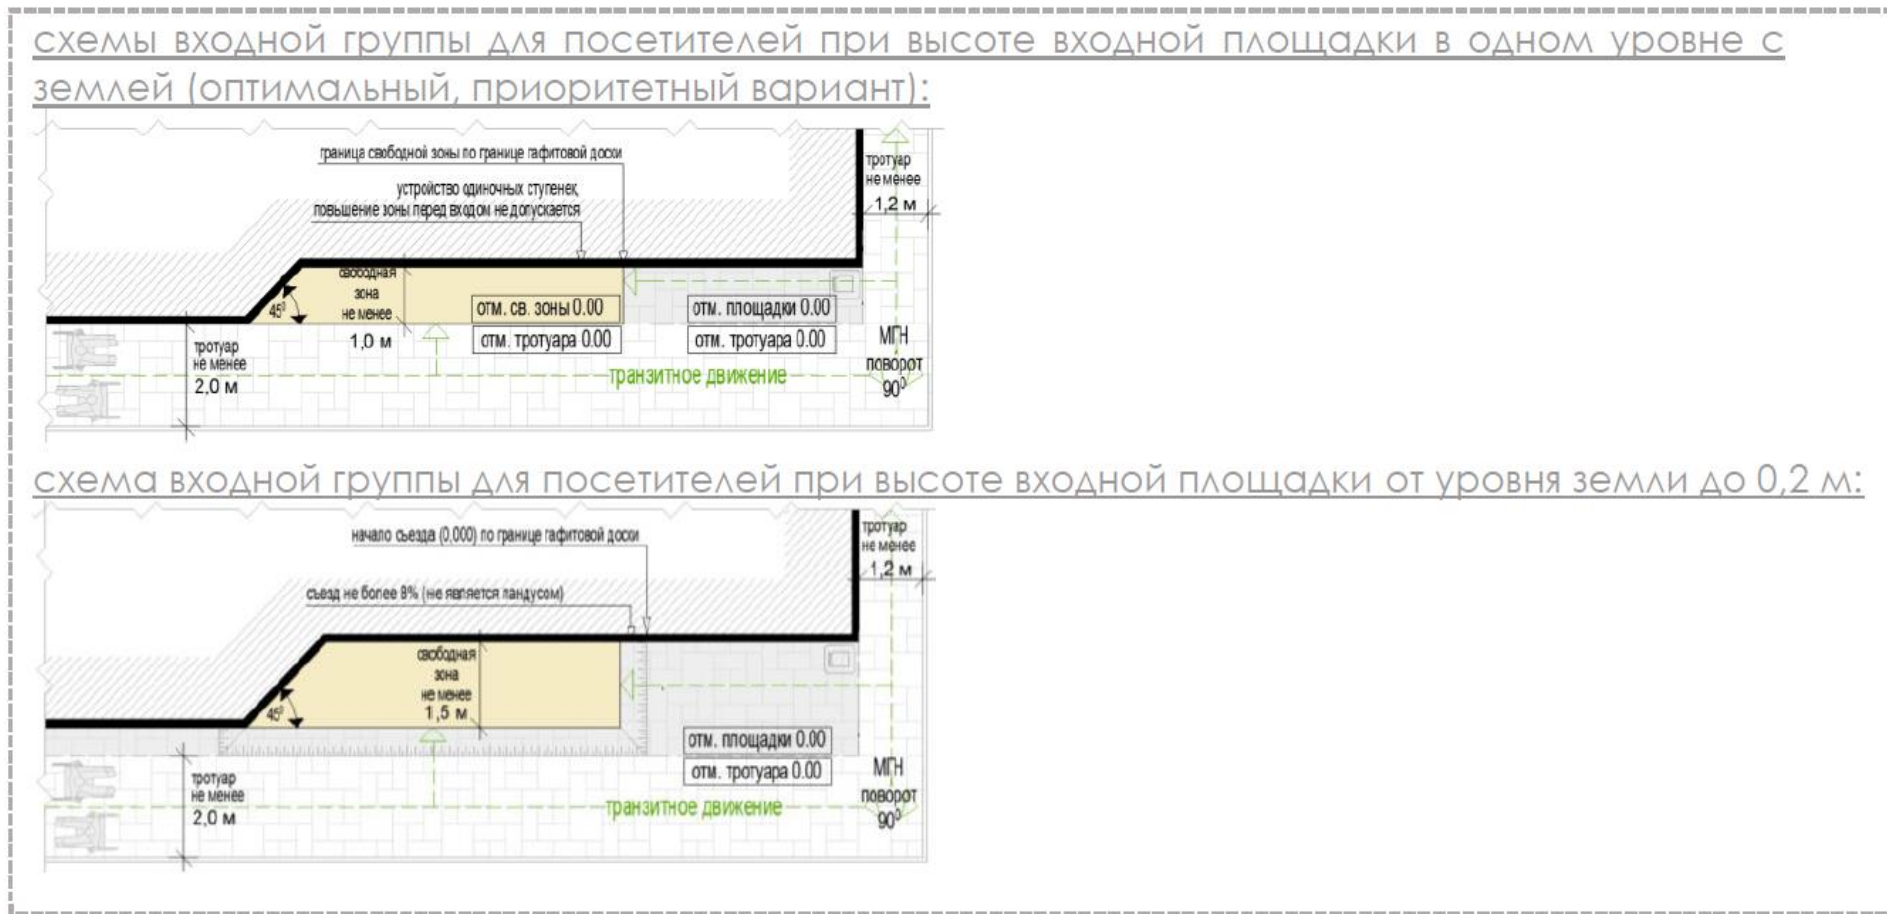 схемы входной группы для посетителей при высоте входной площадки в одном уровне с
землей (оптимальный, приоритетный вариант):
граница свободной зоны по границе гафитовой доски
устройство одиночных ступенек,
повышение зоны перед входом не допускается
тротуар
не менее
1,2 м
свободная
зона
не менее
1,0 м
45⁰
отм. св. зоны 0.00
отм. тротуара 0.00
отм. площадки 0.00
отм. тротуара 0.00
тротуар
не менее
2,0 м
транзитное движение
МГН
поворот
90⁰
схема входной группы для посетителей при высоте входной площадки от уровня земли до 0,2 м:
начало съезда (0,000) по границе гафитовой доски
съезд не более 8% (не является пандусом)
тротуар
не менее
1,2 м
свободная
зона
не менее
1,5 м
45⁰
отм. площадки 0.00
отм. тротуара 0.00
тротуар
не менее
2,0 м
транзитное движение
МГН
поворот
90⁰